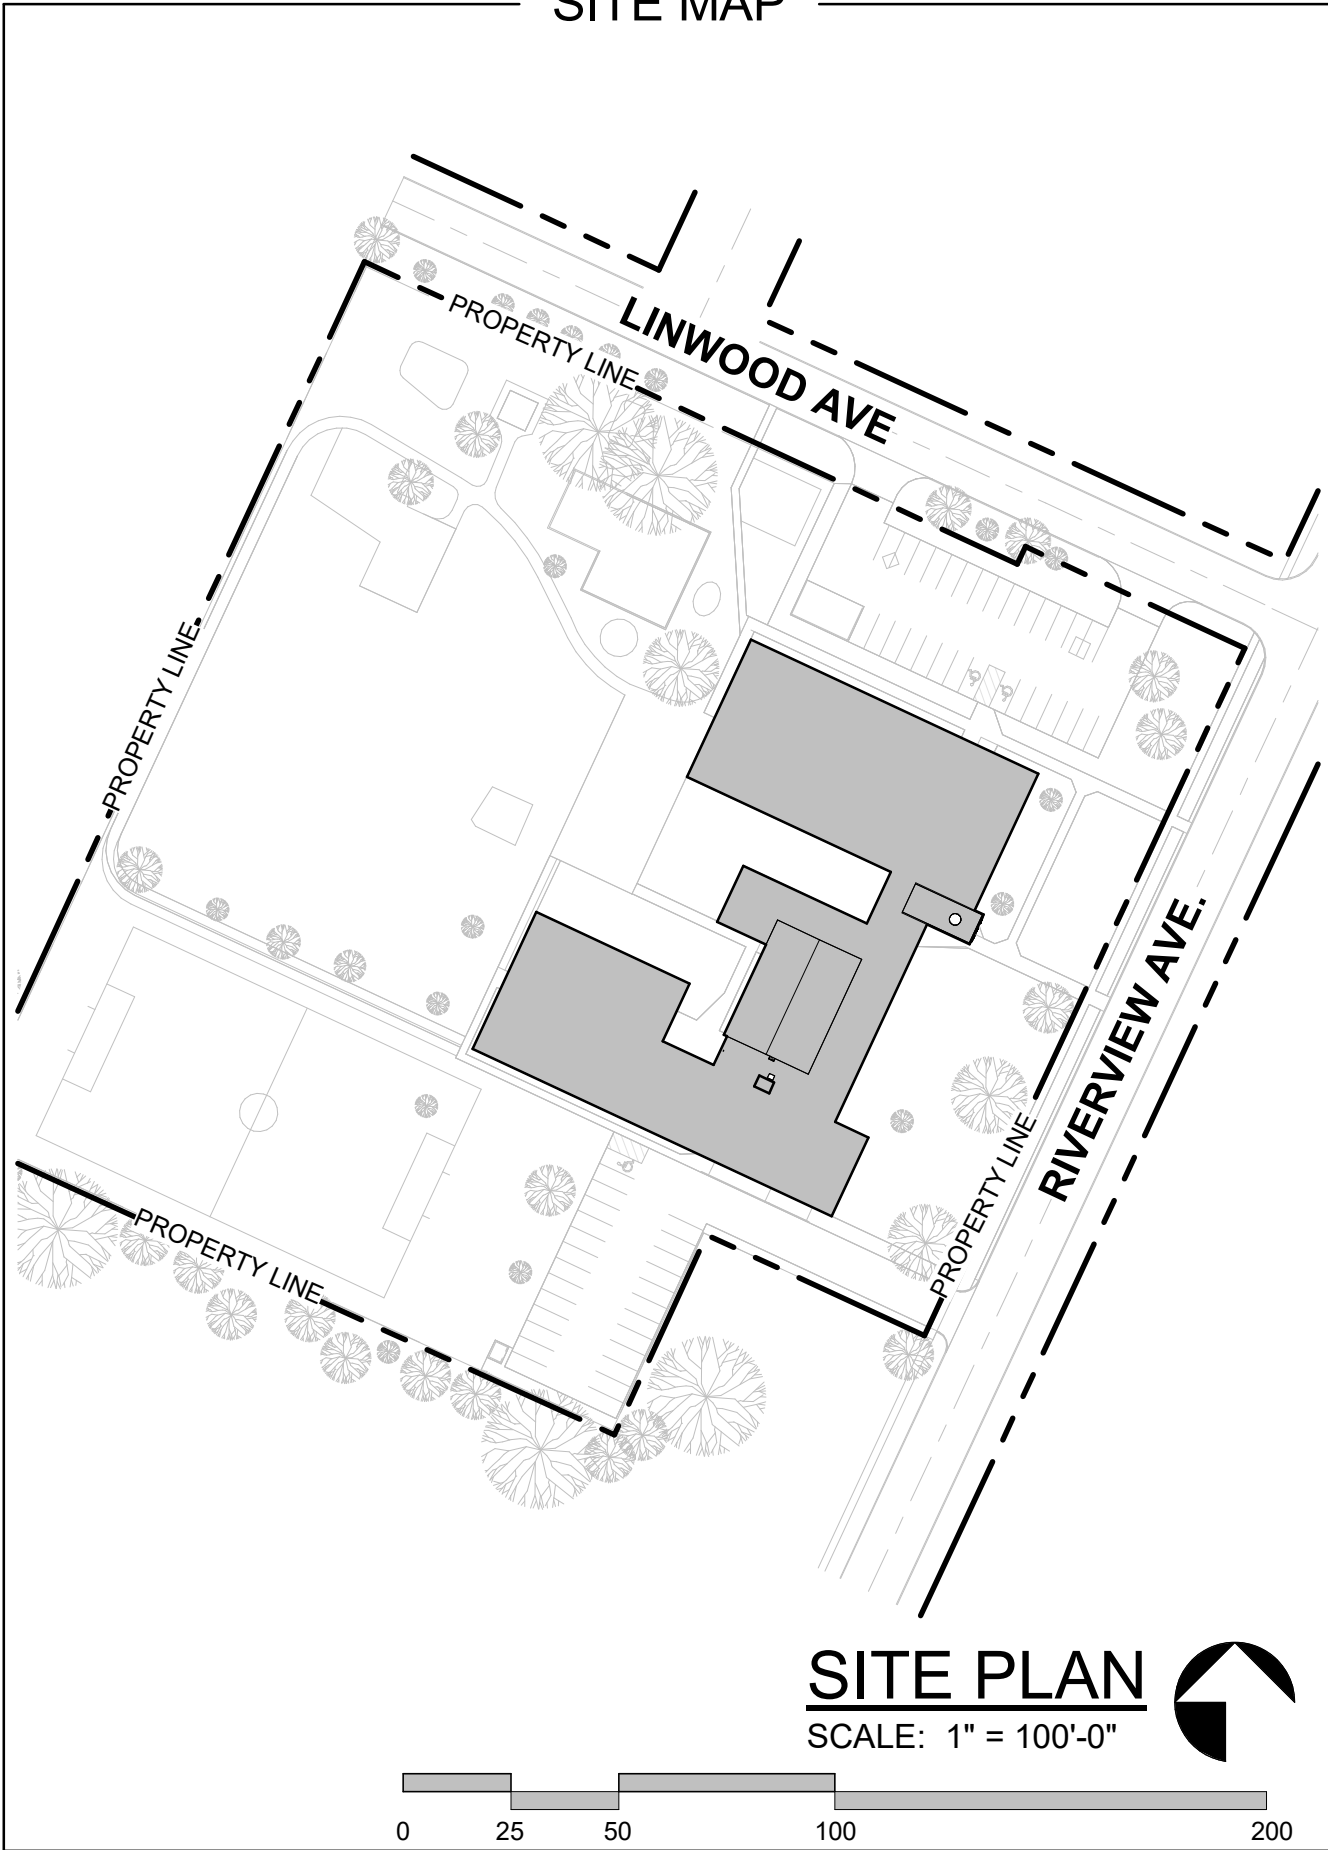 SITE MAP
LINWOOD AVE
PROPERTY LINE
PROPERTY LINE
RIVERVIEW AVE.
PROPERTY LINE
PROPERTY LINE
SITE PLAN
SCALE: 1" = 100'-0"
0 25 50 100 200